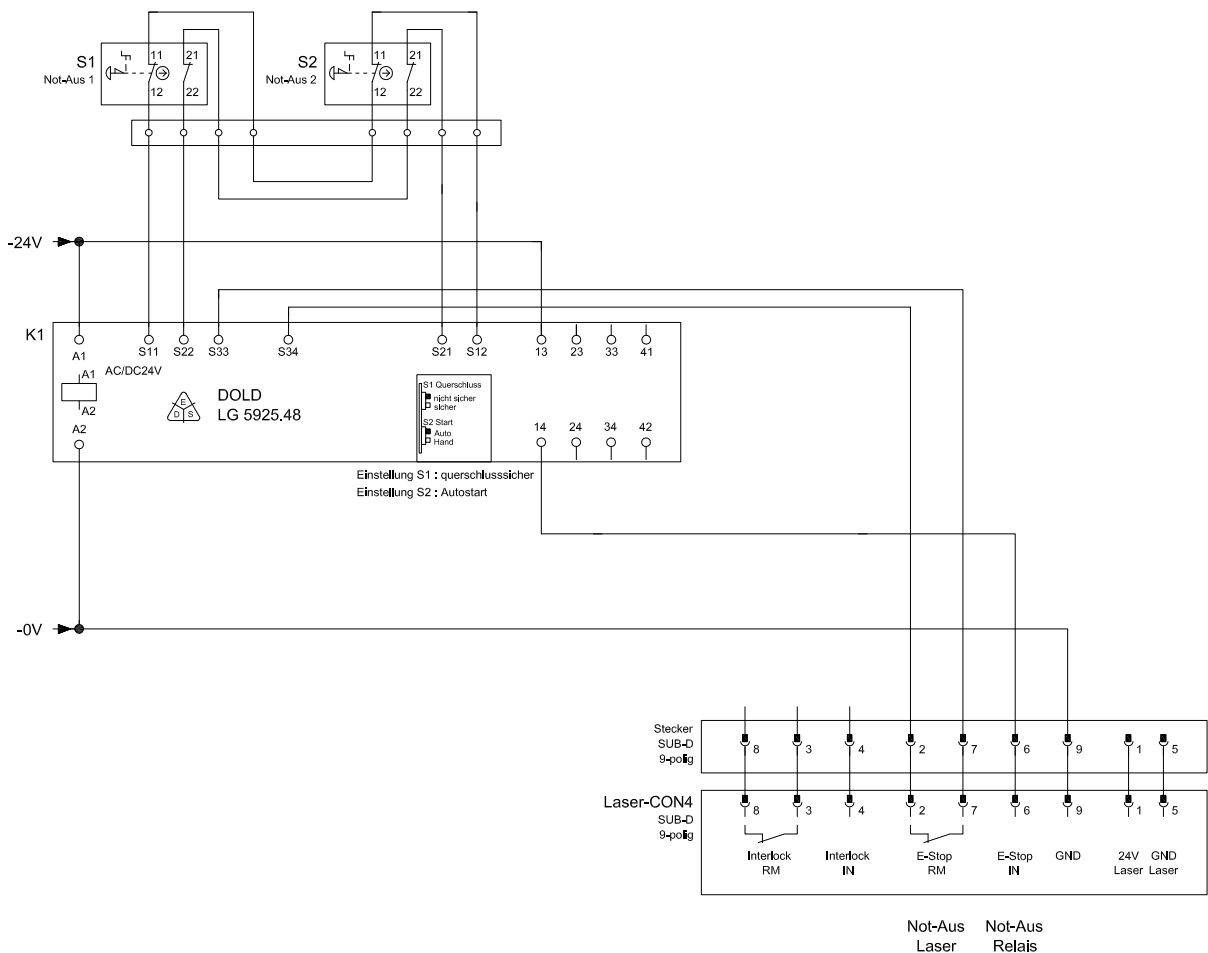 S1
Not-Aus 1
11 21
12 22
S2
Not-Aus 2
11 21
12 22
-24V
K1
A1 S11 S22 S33 S34 S21 S12 13 23 33 41
AC/DC24V
A1
A2
A2
E
D S
DOLD
LG 5925.48
S1 Querschluss
nicht sicher
sicher
S2 Start
Auto
Hand
14 24 34 42
Einstellung S1 : querschlusssicher
Einstellung S2 : Autostart
-0V
Stecker
SUB-D
9-polig
8 3 4 2 7 6 9 1 5
Laser-CON4
SUB-D
9-polig
8 3 4 2 7 6 9 1 5
Interlock
RM
Interlock
IN
E-Stop
RM
E-Stop
IN
GND
24V
Laser
GND
Laser
Not-Aus
Laser
Not-Aus
Relais